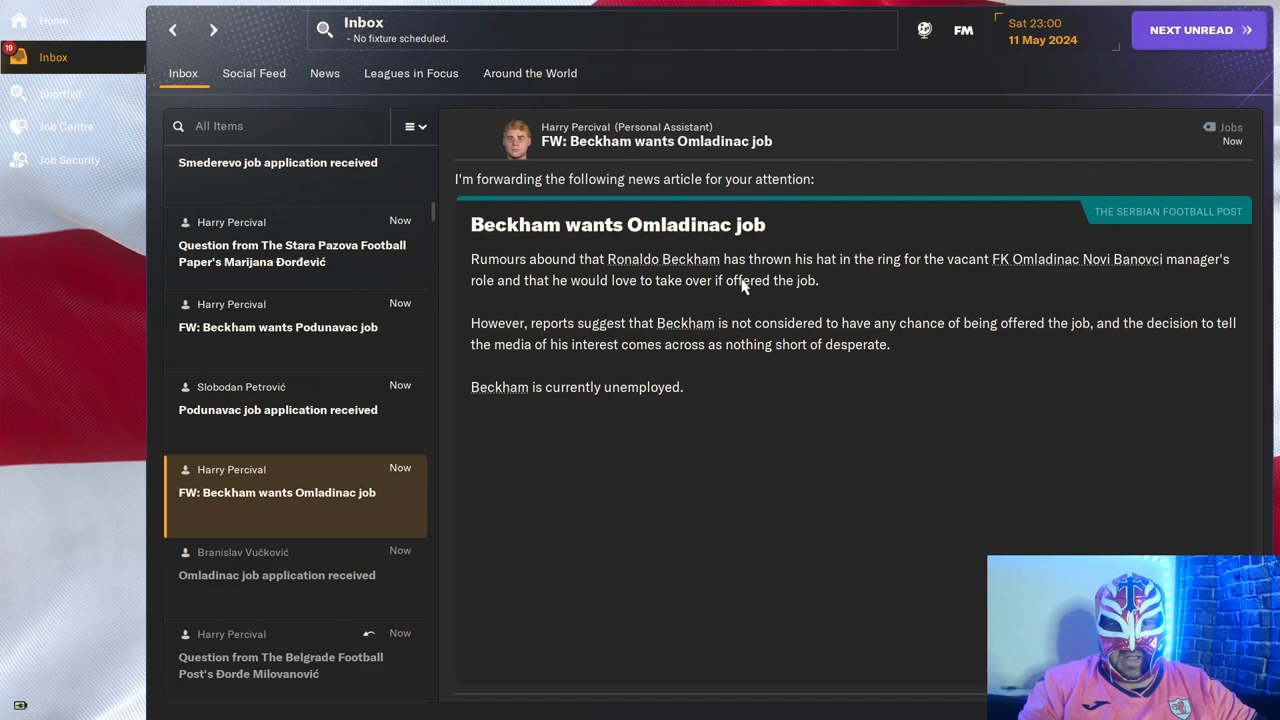 Home
19
Inbox
Shortlist
Job Centre
Job Security
Inbox
- No fixture scheduled.
FM
Sat 23:00
11 May 2024
NEXT UNREAD
Inbox
Social Feed
News
Leagues in Focus
Around the World
All Items
Smederevo job application received
Harry Percival
Now
Question from The Stara Pazova Football
Paper's Marijana Đorđević
Harry Percival
Now
FW: Beckham wants Podunavac job
Slobodan Petrović
Now
Podunavac job application received
Harry Percival
Now
FW: Beckham wants Omladinac job
Branislav Vučković
Now
Omladinac job application received
Harry Percival
Now
Question from The Belgrade Football
Post's Đorđe Milovanović
Harry Percival (Personal Assistant)
FW: Beckham wants Omladinac job
Jobs
Now
I'm forwarding the following news article for your attention:
THE SERBIAN FOOTBALL POST
Beckham wants Omladinac job
Rumours abound that Ronaldo Beckham has thrown his hat in the ring for the vacant FK Omladinac Novi Banovci manager's
role and that he would love to take over if offered the job.
However, reports suggest that Beckham is not considered to have any chance of being offered the job, and the decision to tell
the media of his interest comes across as nothing short of desperate.
Beckham is currently unemployed.